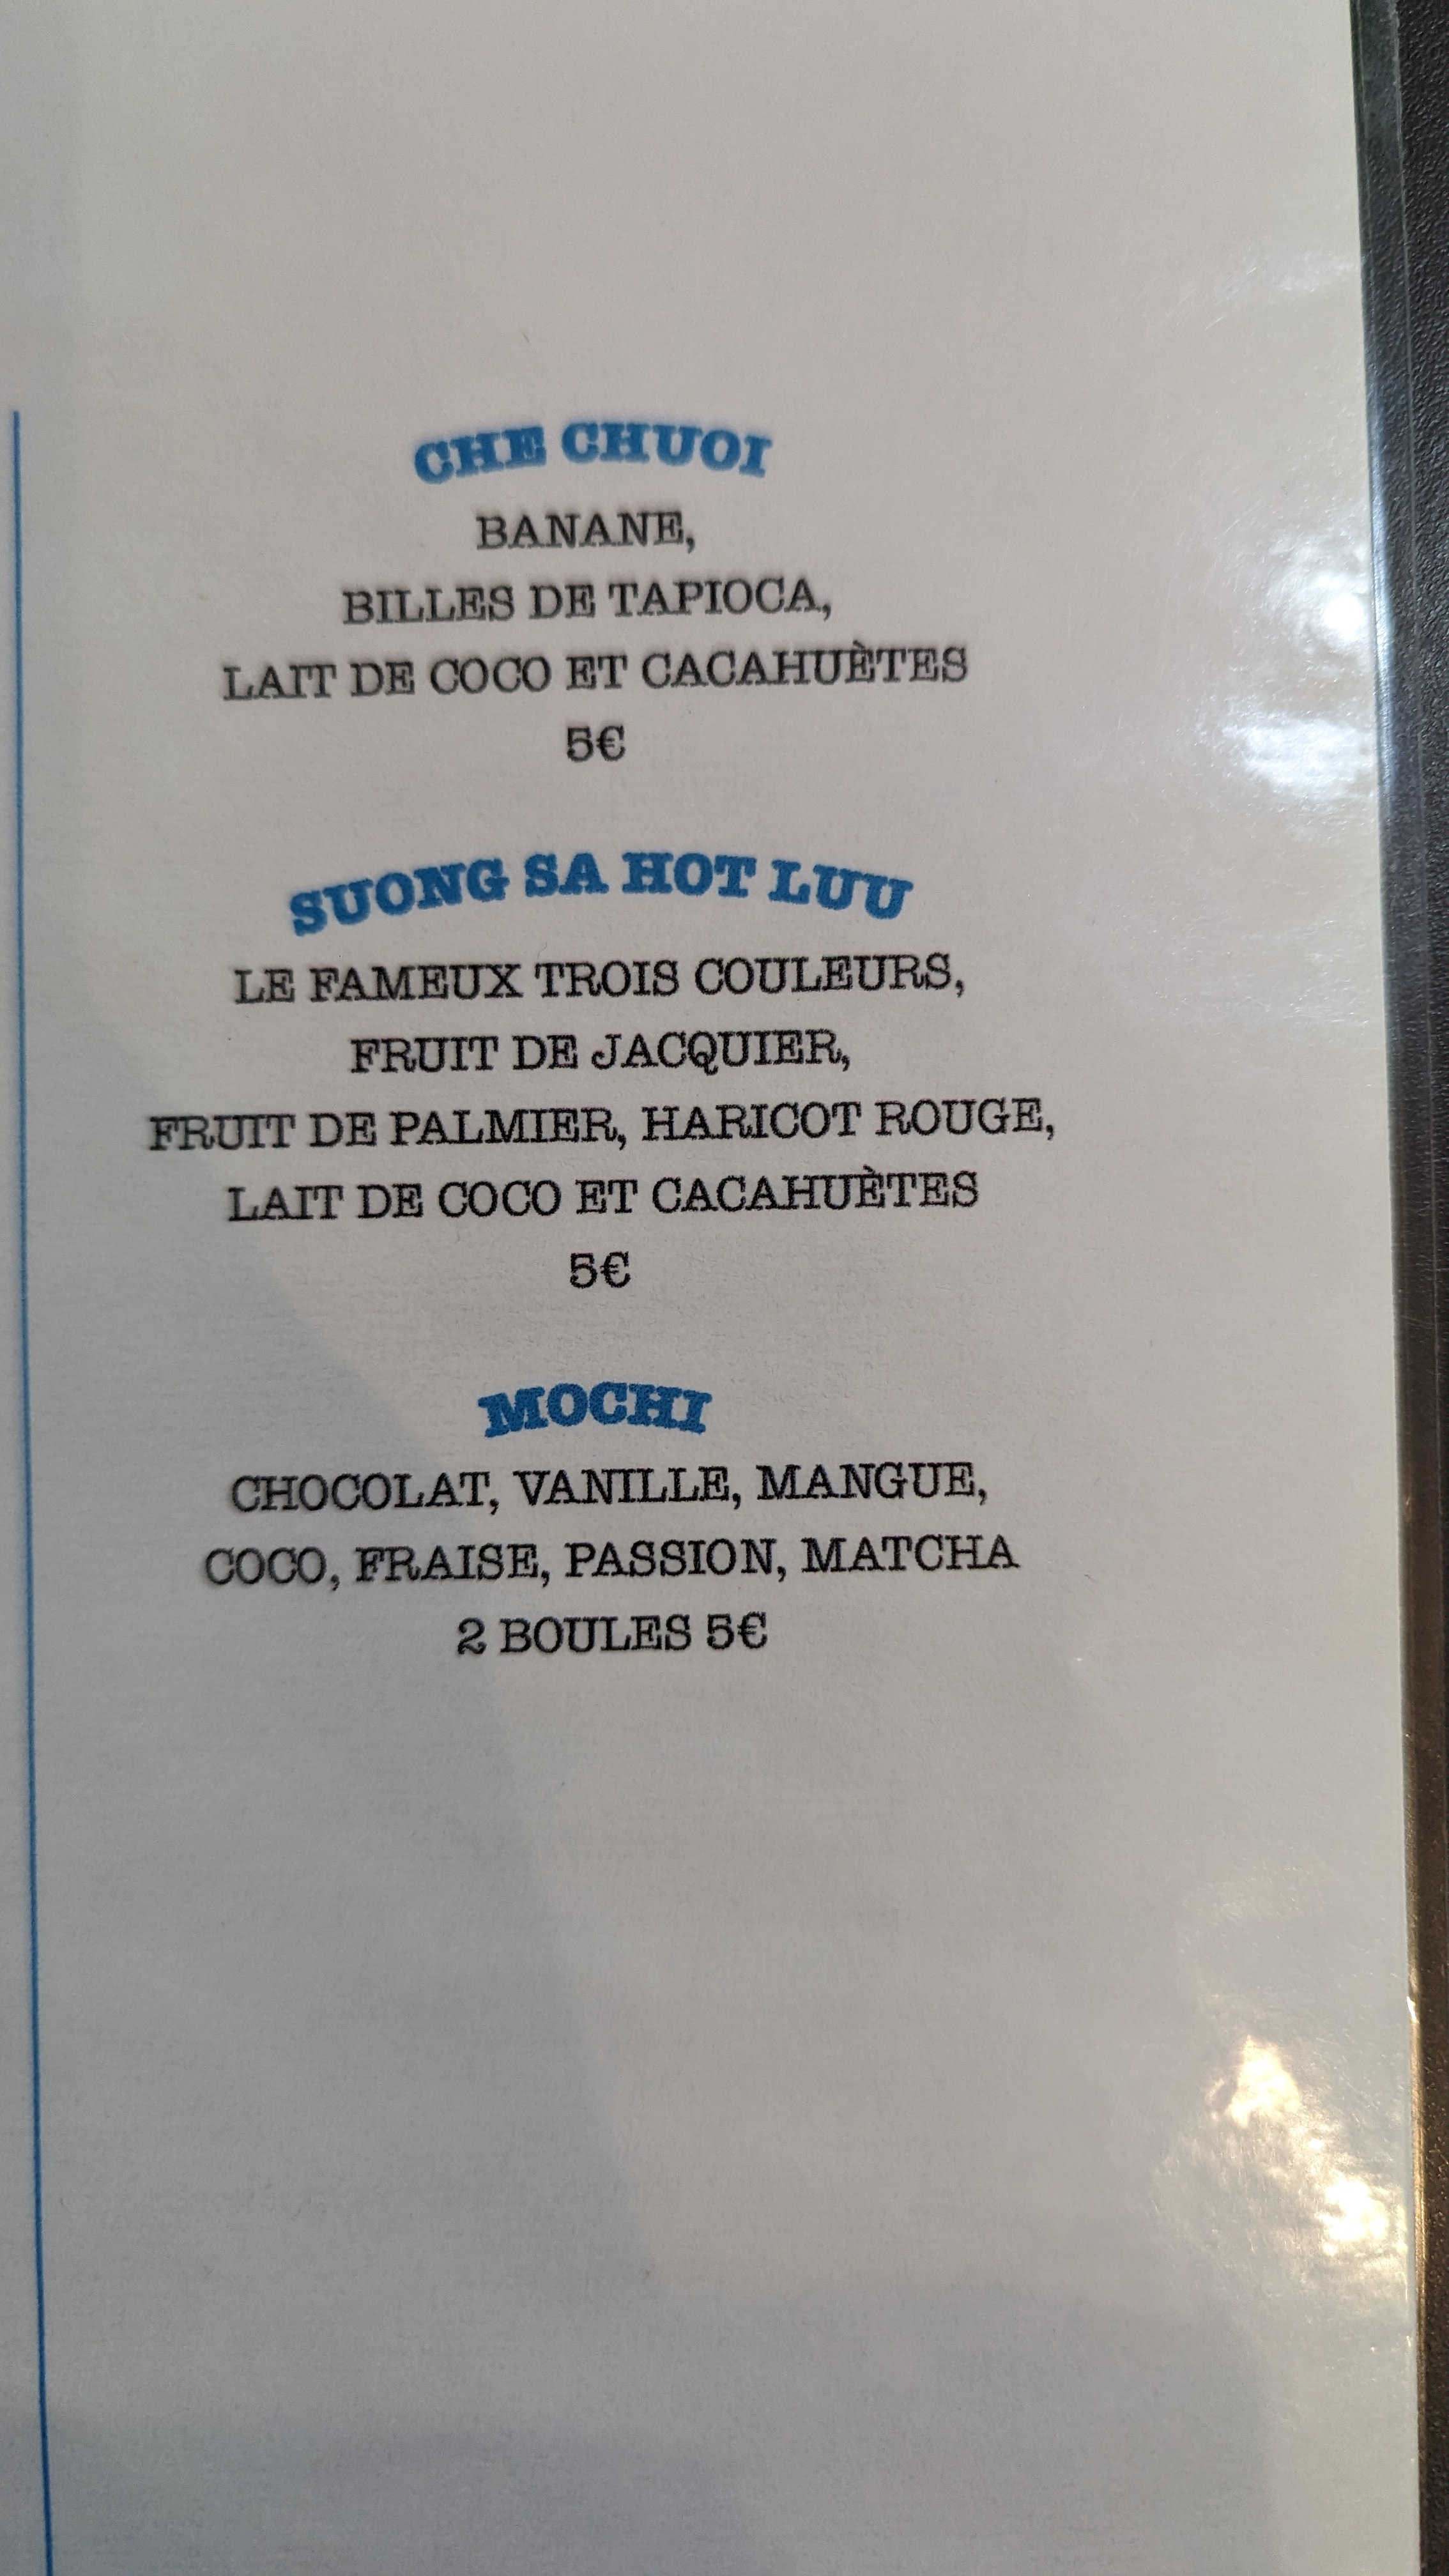 CHE CHUOI
BANANE,
BILLES DE TAPIOCA,
LAIT DE COCO ET CACAHUÈTES
5€
SUONG SA HOT LUU
LE FAMEUX TROIS COULEURS,
FRUIT DE JACQUIER,
FRUIT DE PALMIER, HARICOT ROUGE,
LAIT DE COCO ET CACAHUÈTES
5€
MOCHI
CHOCOLAT, VANILLE, MANGUE,
COCO, FRAISE, PASSION, MATCHA
2 BOULES 5€